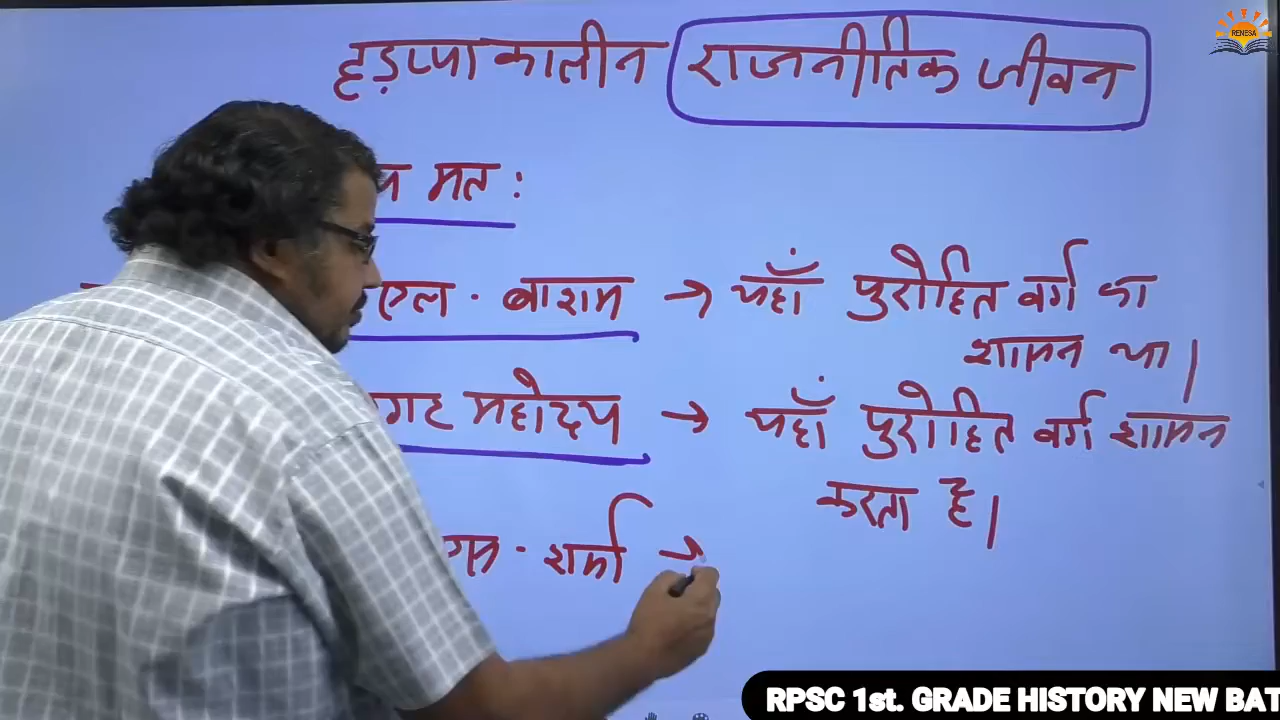 हड़प्पा कालीन राजनीतिक जीवन
RENESA
मत :
एल . बाशम → यहाँ पुरोहित वर्ग का
शासन था|
महोदय → यहाँ पुरोहित वर्ग शासन
करता है|
एस . शर्मा →
RPSC 1st. GRADE HISTORY NEW BAT